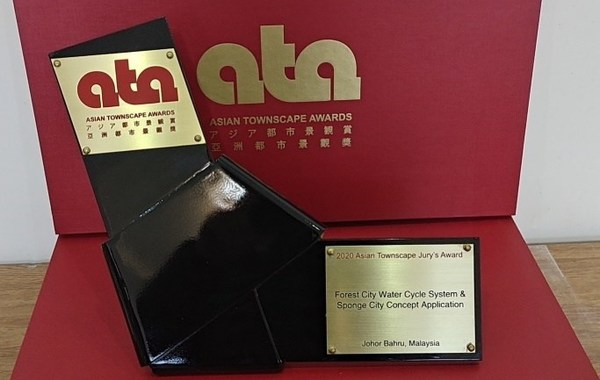 ata
ASIAN TOWNSCAPE AWARDS
アジア都市景観賞
亞洲都市景觀獎
ata
ASIAN TOWNSCAPE AWARDS
アジア都市景観賞
亞洲都市景觀獎
2020 Asian Townscape Jury's Award
Forest City Water Cycle System &
Sponge City Concept Application
Johor Bahru, Malaysia